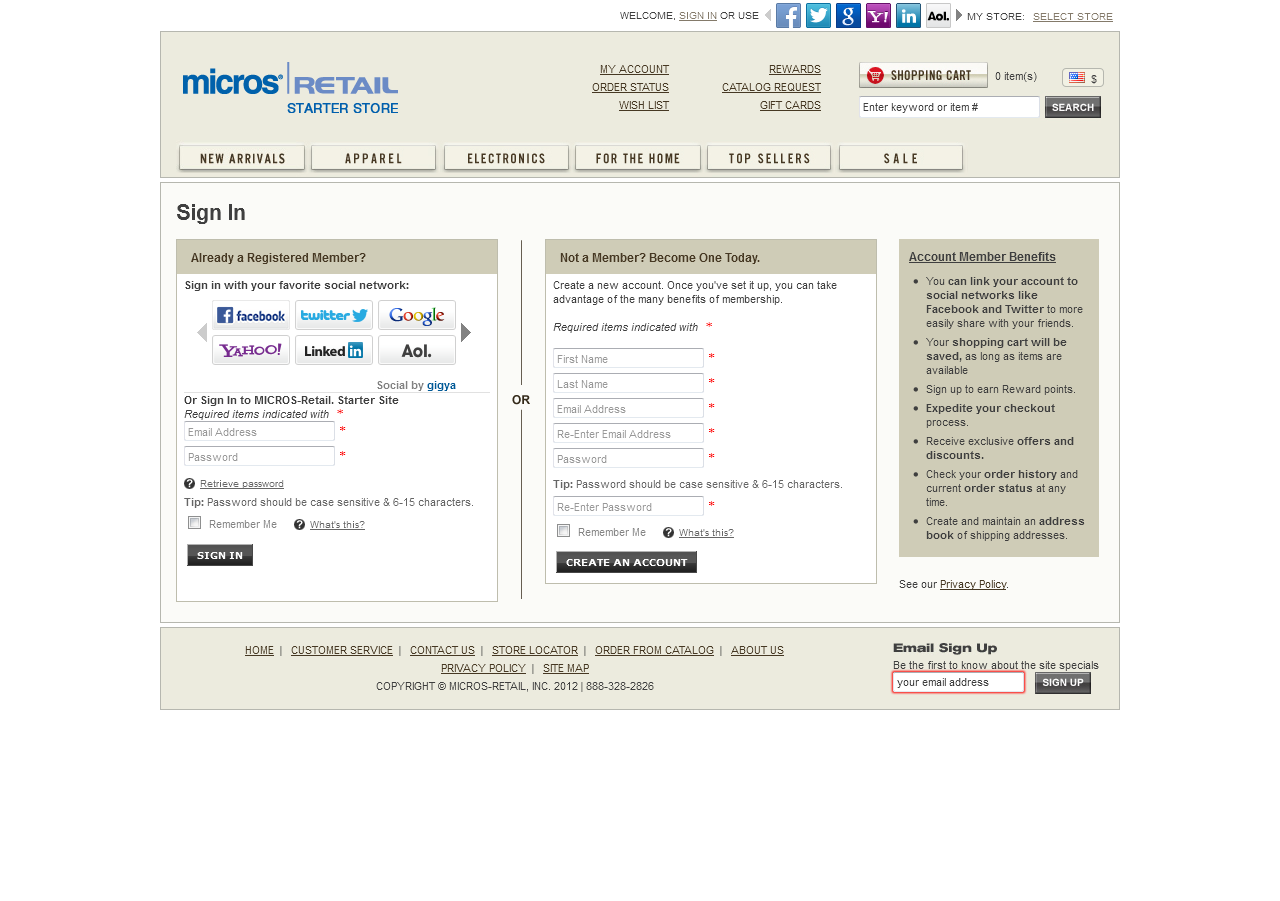 WELCOME, SIGN IN OR USE Aol. MY STORE: SELECT STORE
micros RETAIL
STARTER STORE
MY ACCOUNT
ORDER STATUS
WISH LIST
REWARDS
CATALOG REQUEST
GIFT CARDS
SHOPPING CART 0 item(s) $
Enter keyword or item # SEARCH
NEW ARRIVALS APPAREL ELECTRONICS FOR THE HOME TOP SELLERS SALE
Sign In
Already a Registered Member?
Sign in with your favorite social network:
facebook twitter Google
YAHOO! Linked in Aol.
Social by gigya
Or Sign In to MICROS-Retail. Starter Site
Required items indicated with *
Email Address *
Password *
? Retrieve password
Tip: Password should be case sensitive & 6-15 characters.
Remember Me ? What's this?
SIGN IN
OR
Not a Member? Become One Today.
Create a new account. Once you've set it up, you can take
advantage of the many benefits of membership.
Required items indicated with *
First Name *
Last Name *
Email Address *
Re-Enter Email Address *
Password *
Tip: Password should be case sensitive & 6-15 characters.
Re-Enter Password *
Remember Me ? What's this?
CREATE AN ACCOUNT
Account Member Benefits
• You can link your account to
social networks like
Facebook and Twitter to more
easily share with your friends.
• Your shopping cart will be
saved, as long as items are
available
• Sign up to earn Reward points.
• Expedite your checkout
process.
• Receive exclusive offers and
discounts.
• Check your order history and
current order status at any
time.
• Create and maintain an address
book of shipping addresses.
See our Privacy Policy.
HOME | CUSTOMER SERVICE | CONTACT US | STORE LOCATOR | ORDER FROM CATALOG | ABOUT US
PRIVACY POLICY | SITE MAP
COPYRIGHT © MICROS-RETAIL, INC. 2012 | 888-328-2826
Email Sign Up
Be the first to know about the site specials
your email address SIGN UP